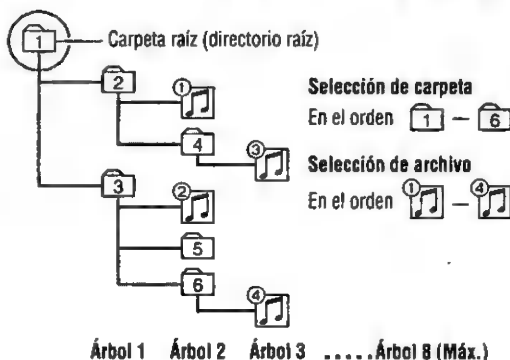 1 Carpeta raíz (directorio raíz)
2 ①
4 ③
3 ②
5
6 ④
Selección de carpeta
En el orden 1 – 6
Selección de archivo
En el orden ① – ④
Árbol 1 Árbol 2 Árbol 3 ..... Árbol 8 (Máx.)